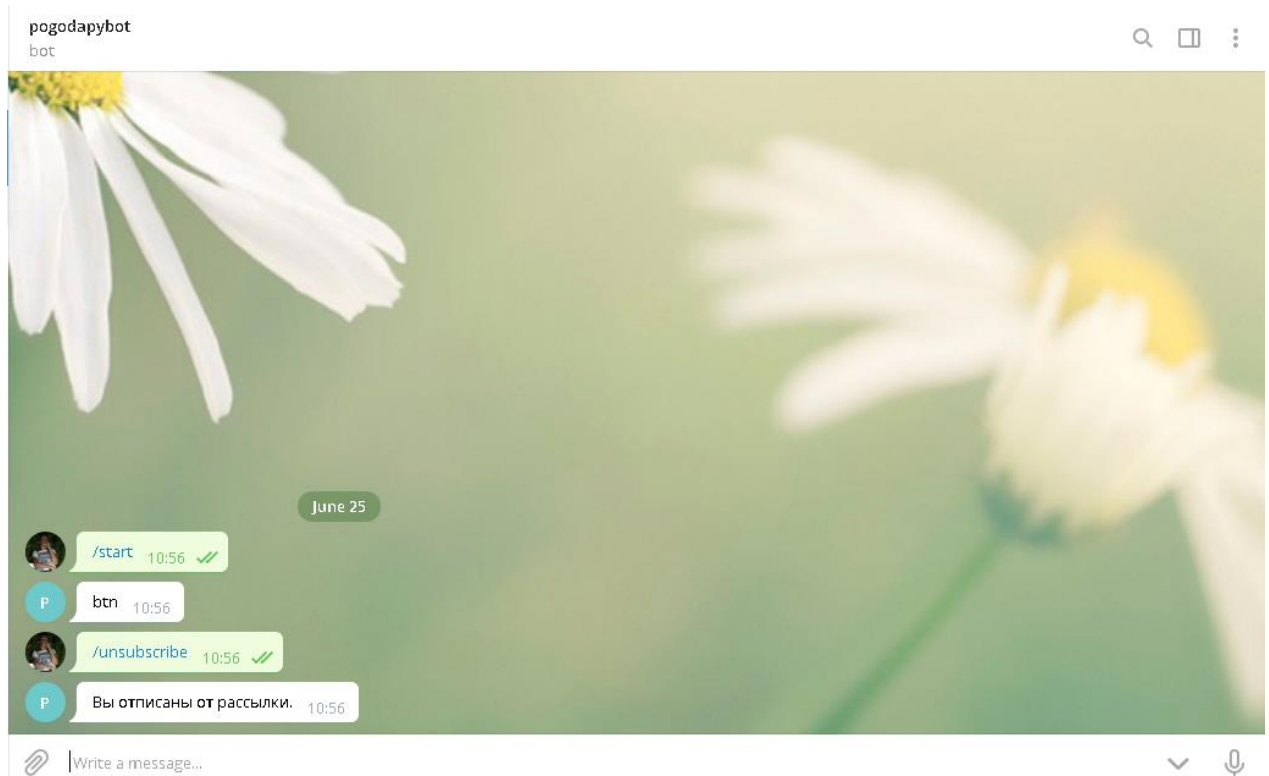 pogodapybot
bot
June 25
/start 10:56
P
btn 10:56
/unsubscribe 10:56
P
Вы отписаны от рассылки. 10:56
Write a message...